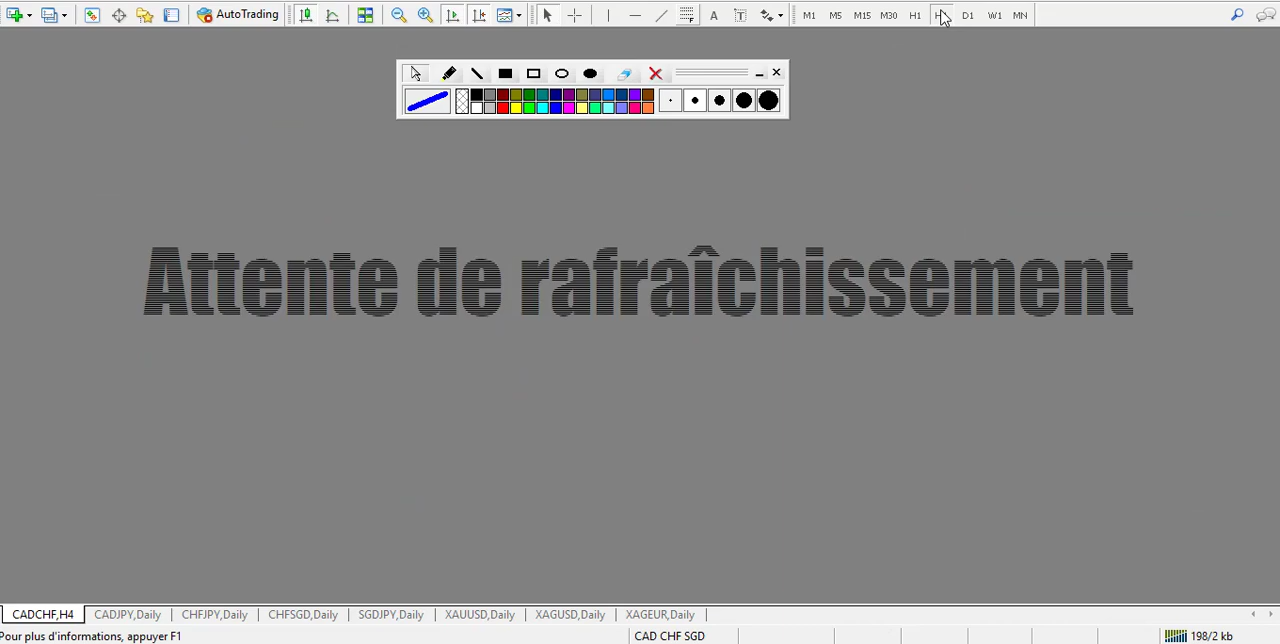 AutoTrading A T M1 M5 M15 M30 H1 D1 W1 MN
Attente de rafraîchissement
CADCHF,H4 CADJPY,Daily CHFJPY,Daily CHFSGD,Daily SGDJPY,Daily XAUUSD,Daily XAGUSD,Daily XAGEUR,Daily
Pour plus d'informations, appuyer F1 CAD CHF SGD 198/2 kb